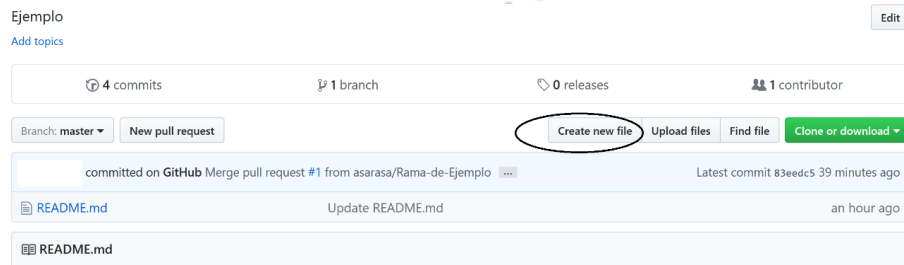 Ejemplo
Edit
Add topics
4 commits
1 branch
0 releases
1 contributor
Branch: master
New pull request
Create new file
Upload files
Find file
Clone or download
committed on GitHub Merge pull request #1 from asarasa/Rama-de-Ejemplo ...
Latest commit 83eedc5 39 minutes ago
README.md
Update README.md
an hour ago
README.md